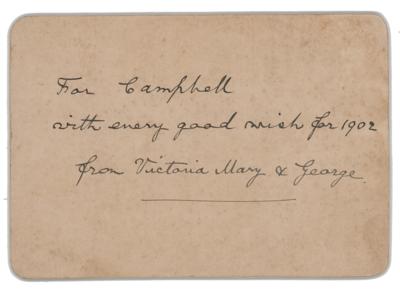 For Campbell
with every good wish for 1902
from Victoria Mary & George.